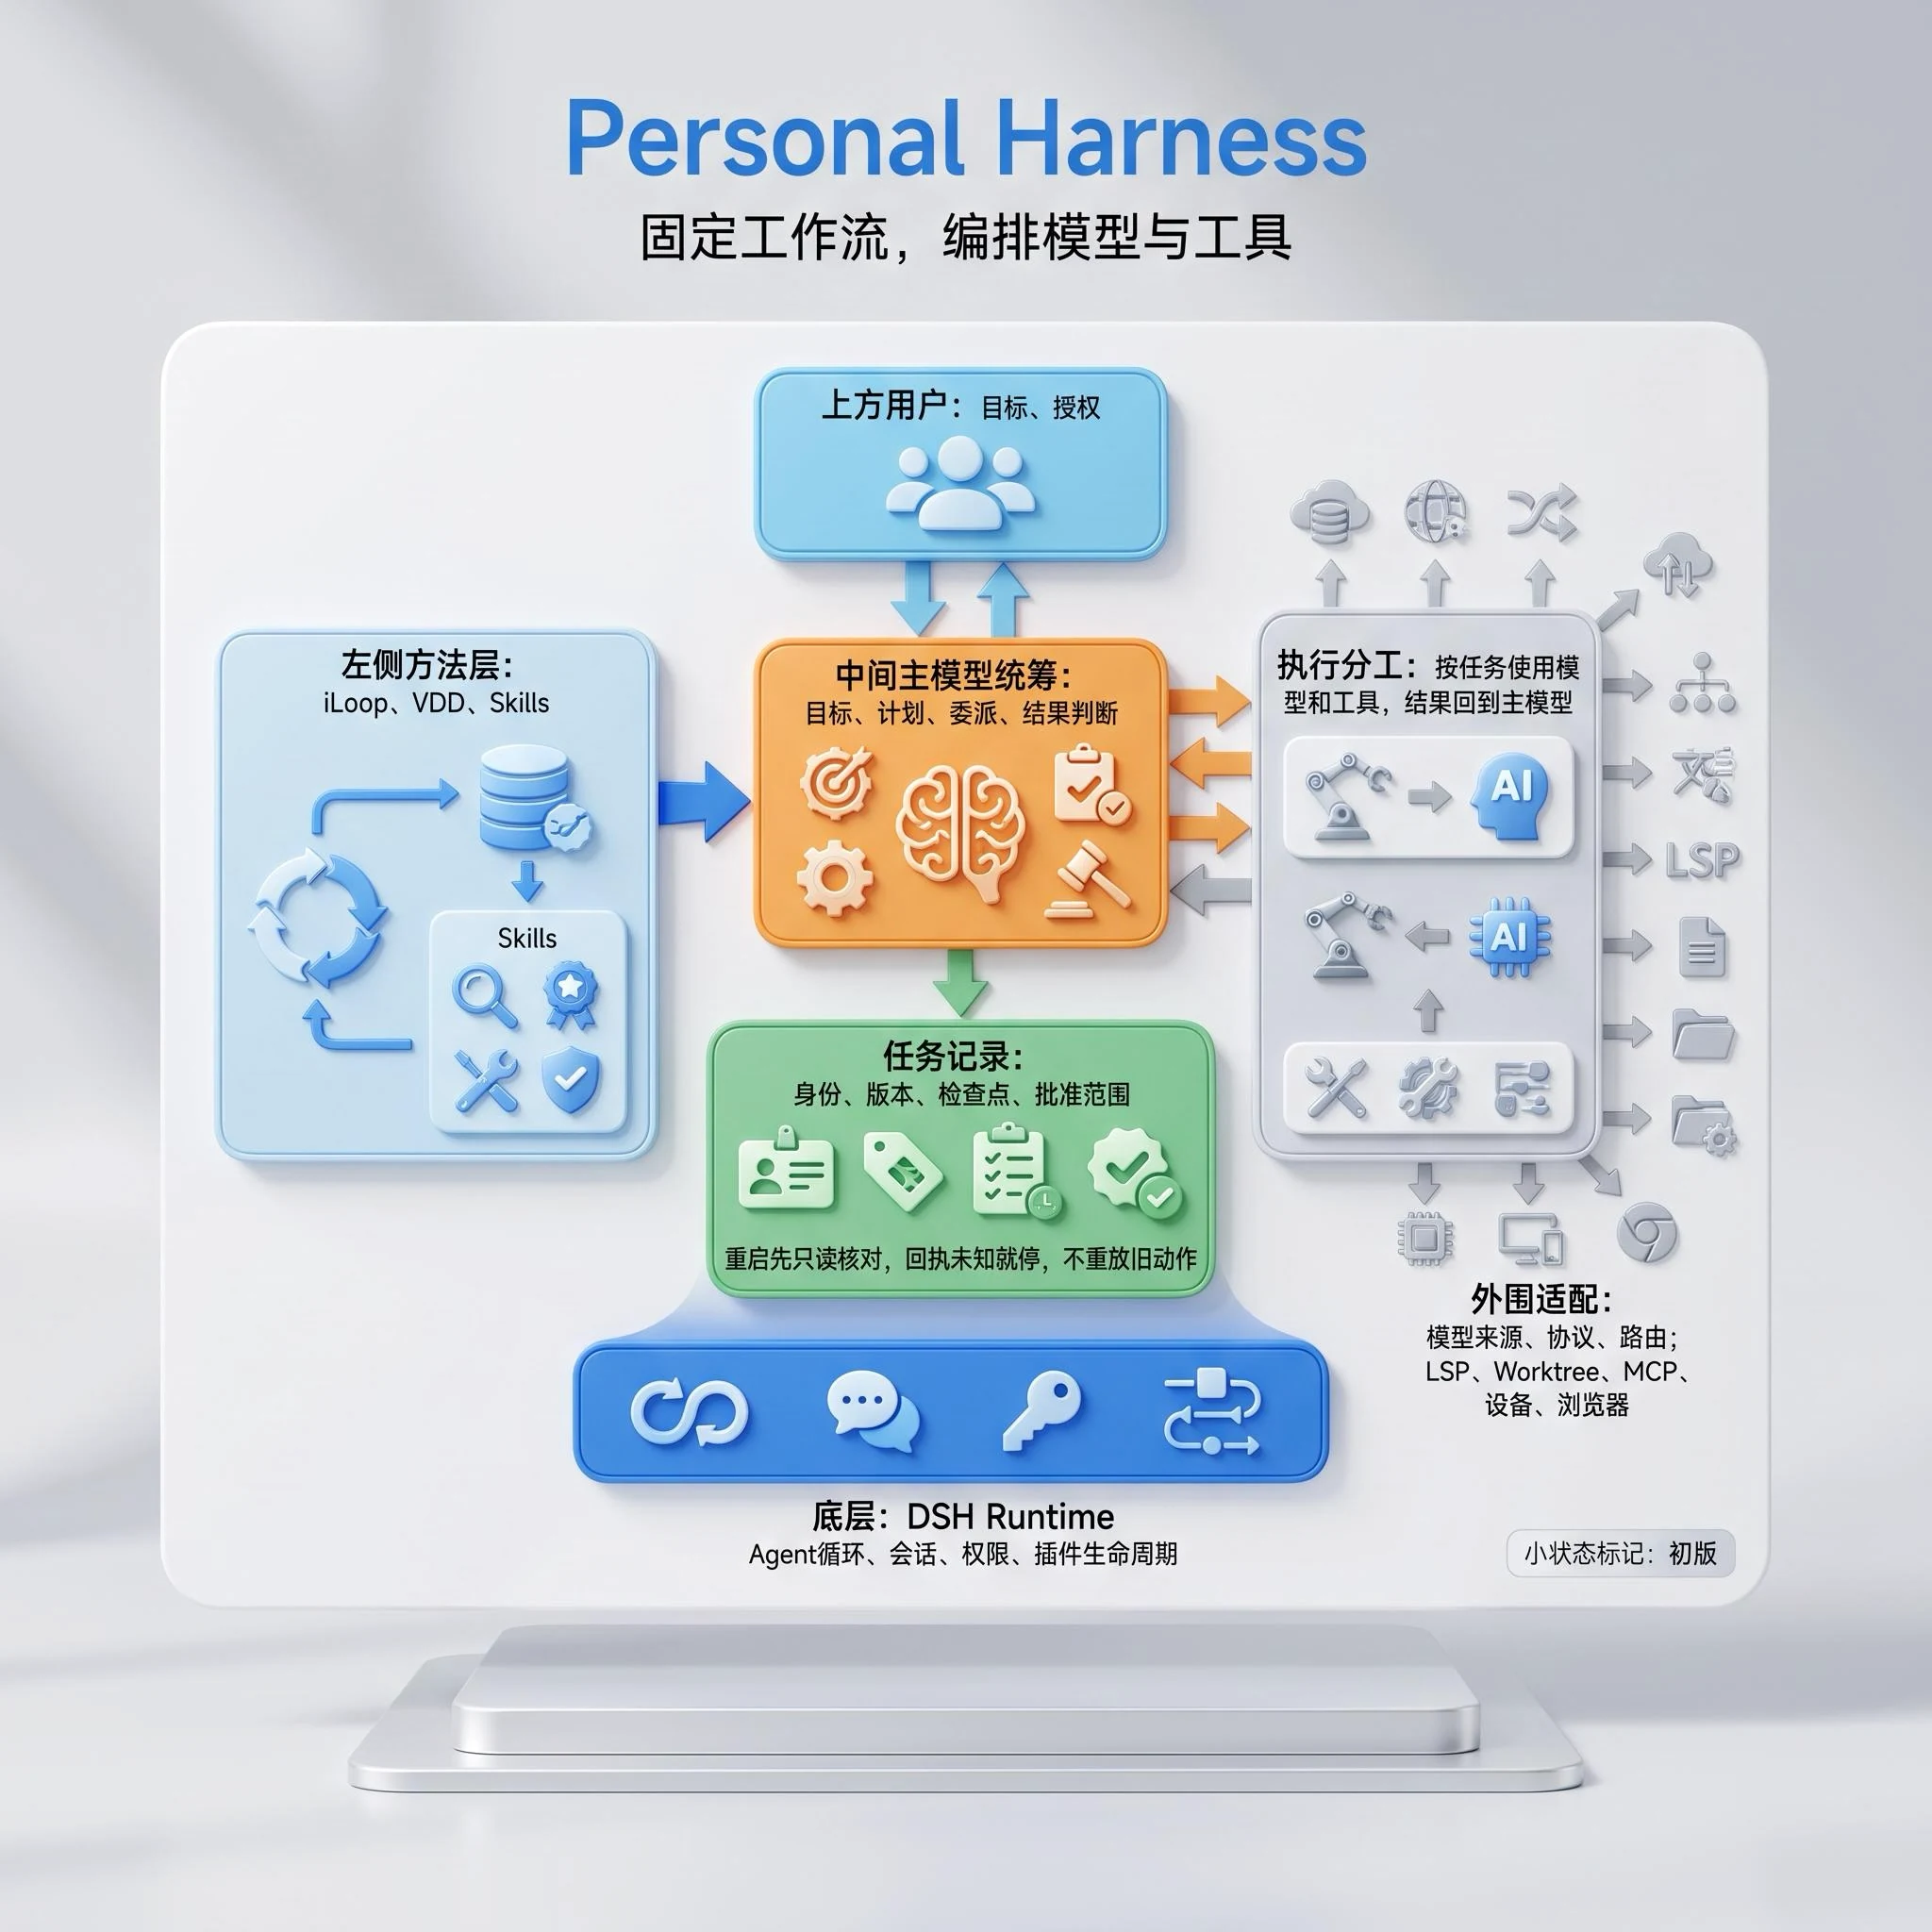 Personal Harness
固定工作流，编排模型与工具
上方用户：目标、授权
左侧方法层：
iLoop、VDD、Skills
Skills
中间主模型统筹：
目标、计划、委派、结果判断
执行分工：按任务使用模
型和工具，结果回到主模型
AI
AI
LSP
任务记录：
身份、版本、检查点、批准范围
重启先只读核对，回执未知就停，不重放旧动作
外围适配：
模型来源、协议、路由；
LSP、Worktree、MCP、
设备、浏览器
底层：DSH Runtime
Agent循环、会话、权限、插件生命周期
小状态标记：初版